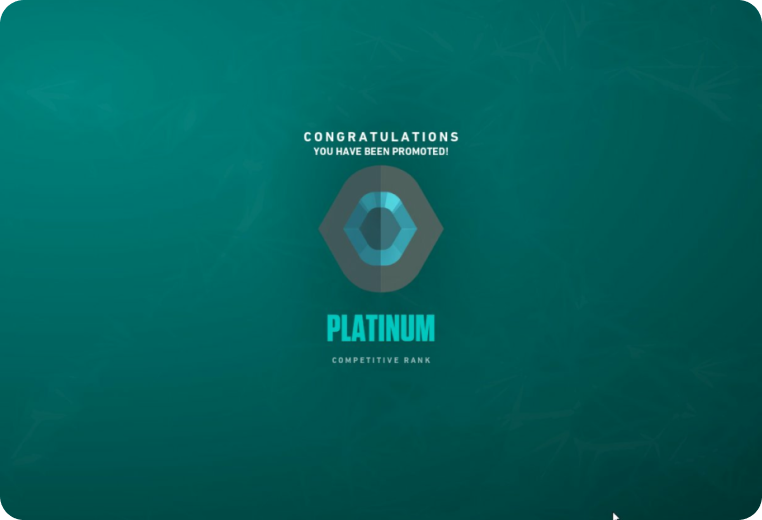 CONGRATULATIONS
YOU HAVE BEEN PROMOTED!
PLATINUM
COMPETITIVE RANK